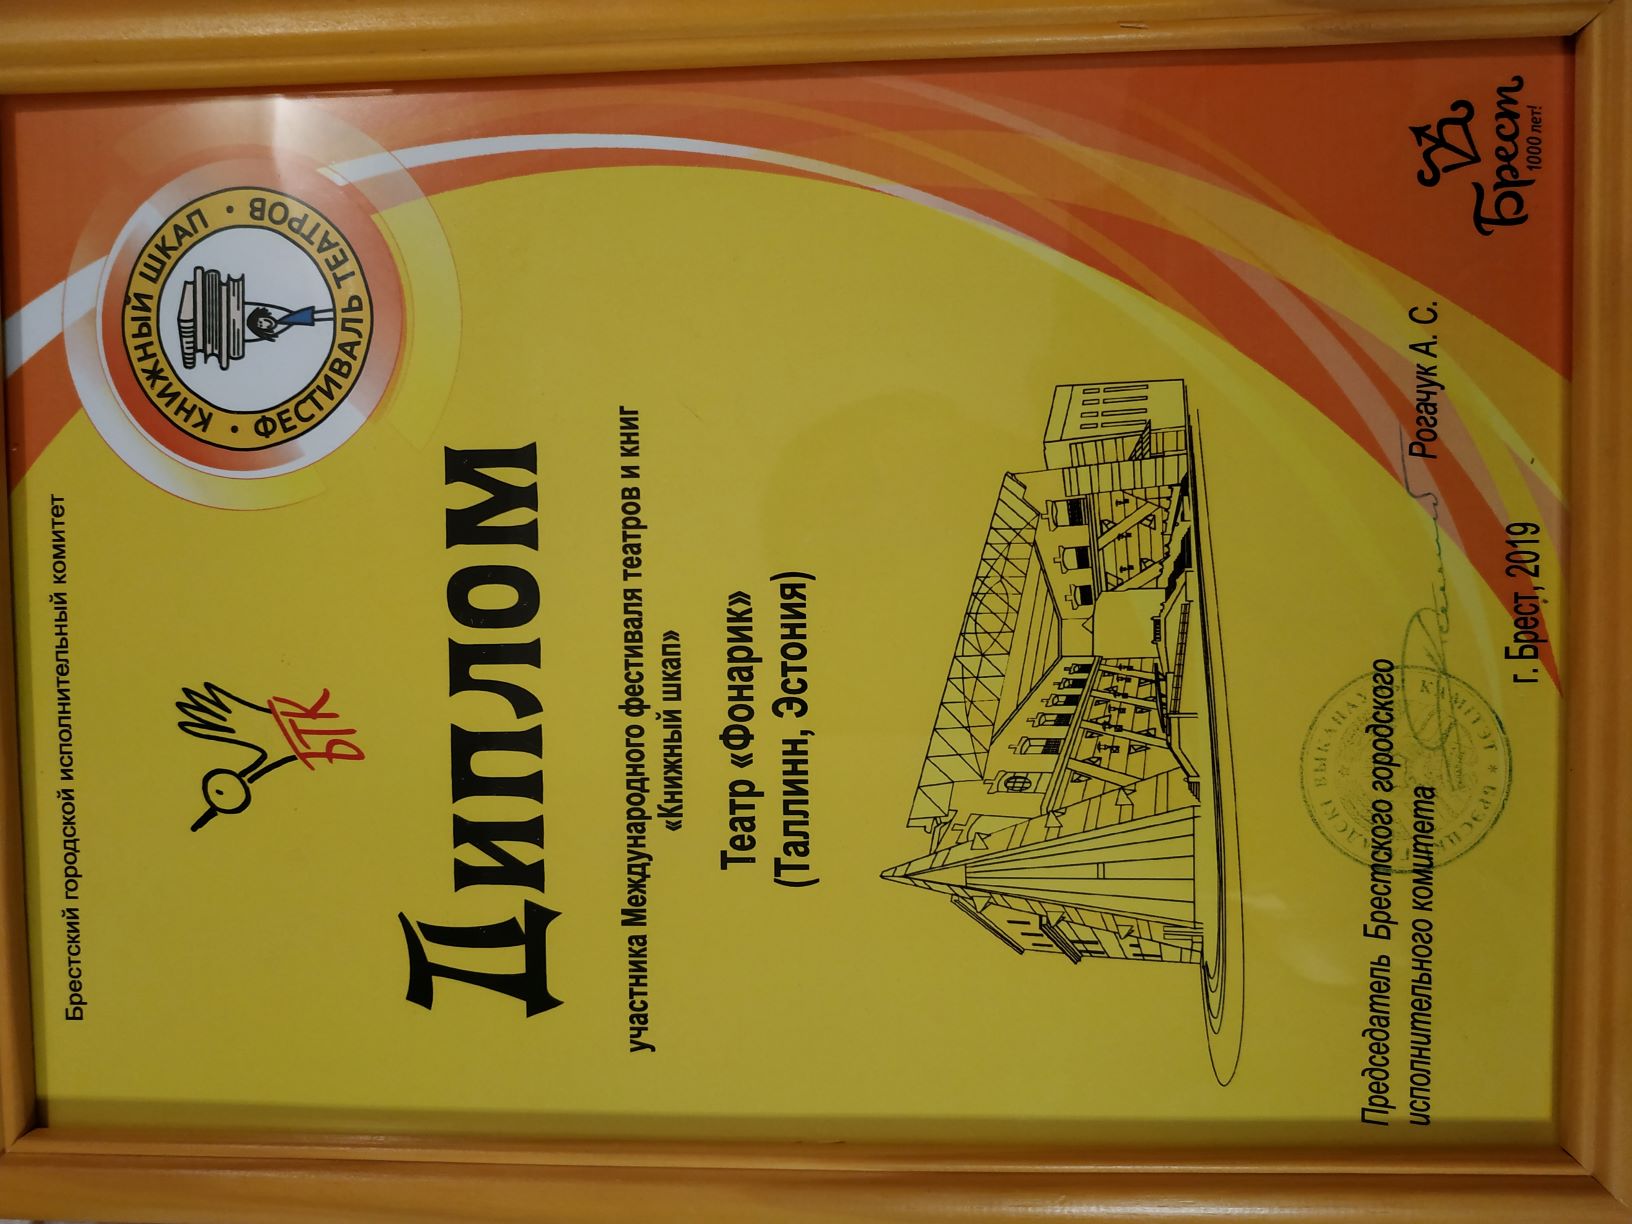 Брестский городской исполнительный комитет
КНИЖНЫЙ ШКАП
ФЕСТИВАЛЬ ТЕАТРОВ
БТК
Диплом
участника Международного фестиваля театров и книг
«Книжный шкап»
Театр «Фонарик»
(Таллинн, Эстония)
Председатель Брестского городского
исполнительного комитета
Рогачук А. С.
г. Брест, 2019
Брест
1000 лет!